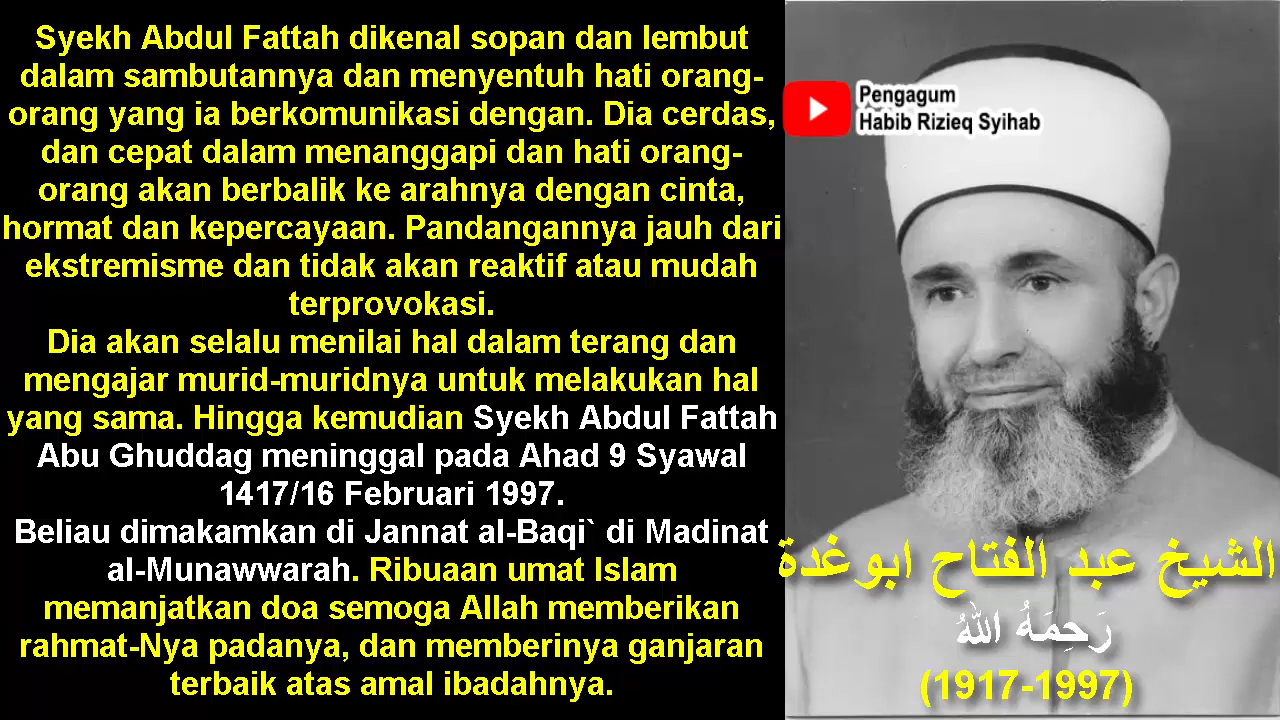 Syekh Abdul Fattah dikenal sopan dan lembut
dalam sambutannya dan menyentuh hati orang-
orang yang ia berkomunikasi dengan. Dia cerdas,
dan cepat dalam menanggapi dan hati orang-
orang akan berbalik ke arahnya dengan cinta,
hormat dan kepercayaan. Pandangannya jauh dari
ekstremisme dan tidak akan reaktif atau mudah
terprovokasi.
Dia akan selalu menilai hal dalam terang dan
mengajar murid-muridnya untuk melakukan hal
yang sama. Hingga kemudian Syekh Abdul Fattah
Abu Ghuddag meninggal pada Ahad 9 Syawal
1417/16 Februari 1997.
Beliau dimakamkan di Jannat al-Baqi` di Madinat
al-Munawwarah. Ribuaan umat Islam
memanjatkan doa semoga Allah memberikan
rahmat-Nya padanya, dan memberinya ganjaran
terbaik atas amal ibadahnya.
Pengagum
Habib Rizieq Syihab
الشيخ عبد الفتاح ابوغدة
رَحِمَهُ اللهُ
(1917-1997)